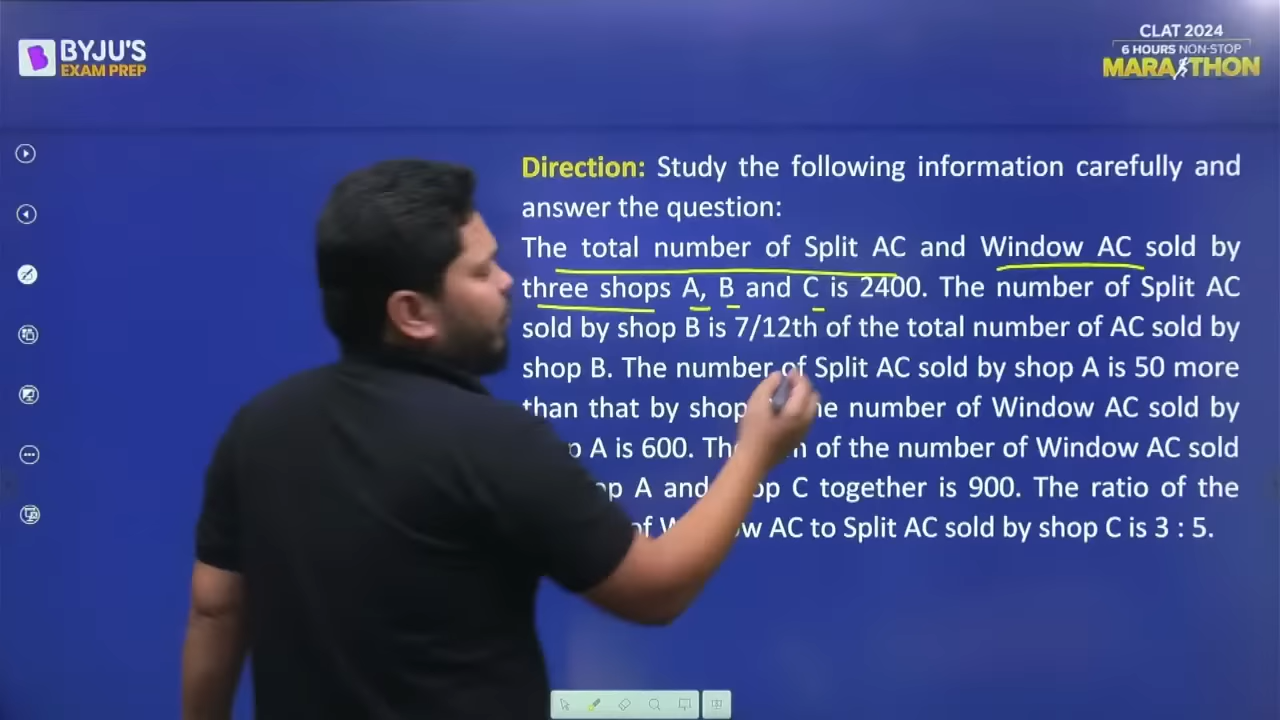 BYJU'S
EXAM PREP
CLAT 2024
6 HOURS NON-STOP
MARATHON
Direction: Study the following information carefully and
answer the question:
The total number of Split AC and Window AC sold by
three shops A, B and C is 2400. The number of Split AC
sold by shop B is 7/12th of the total number of AC sold by
shop B. The number of Split AC sold by shop A is 50 more
than that by shop number of Window AC sold by
A is 600. of the number of Window AC sold
A and C together is 900. The ratio of the
AC to Split AC sold by shop C is 3 : 5.